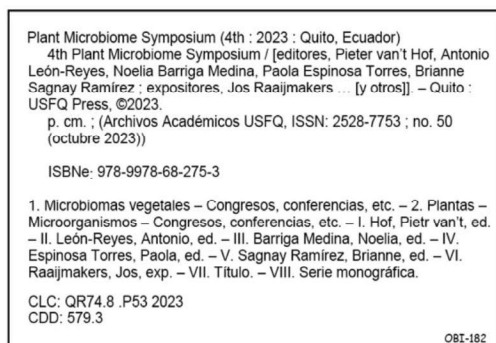 Plant Microbiome Symposium (4th : 2023 : Quito, Ecuador)
4th Plant Microbiome Symposium / [editores, Pieter van't Hof, Antonio
León-Reyes, Noelia Barriga Medina, Paola Espinosa Torres, Brianne
Sagnay Ramírez ; expositores, Jos Raaijmakers ... [y otros]]. – Quito :
USFQ Press, ©2023.
p. cm. ; (Archivos Académicos USFQ, ISSN: 2528-7753 ; no. 50
(octubre 2023))
ISBNe: 978-9978-68-275-3
1. Microbiomas vegetales – Congresos, conferencias, etc. – 2. Plantas –
Microorganismos – Congresos, conferencias, etc. – I. Hof, Pietr van't, ed.
– II. León-Reyes, Antonio, ed. – III. Barriga Medina, Noelia, ed. – IV.
Espinosa Torres, Paola, ed. – V. Sagnay Ramírez, Brianne, ed. – VI.
Raaijmakers, Jos, exp. – VII. Título. – VIII. Serie monográfica.
CLC: QR74.8 .P53 2023
CDD: 579.3
OBI-182